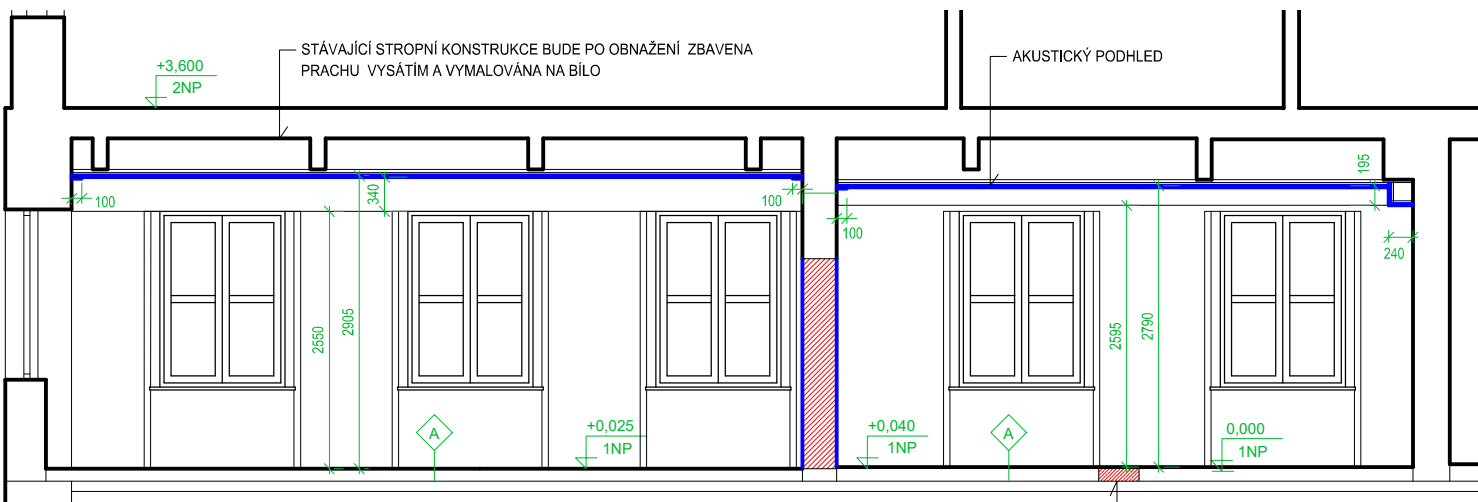 STÁVAJÍCÍ STROPNÍ KONSTRUKCE BUDE PO OBNAŽENÍ ZBAVENA
PRACHU VYSÁTÍM A VYMALOVÁNA NA BÍLO
AKUSTICKÝ PODHLED
+3,600
2NP
195
340
100
100
100
240
2550
2905
2595
2790
+0,025
1NP
+0,040
1NP
0,000
1NP
A
A